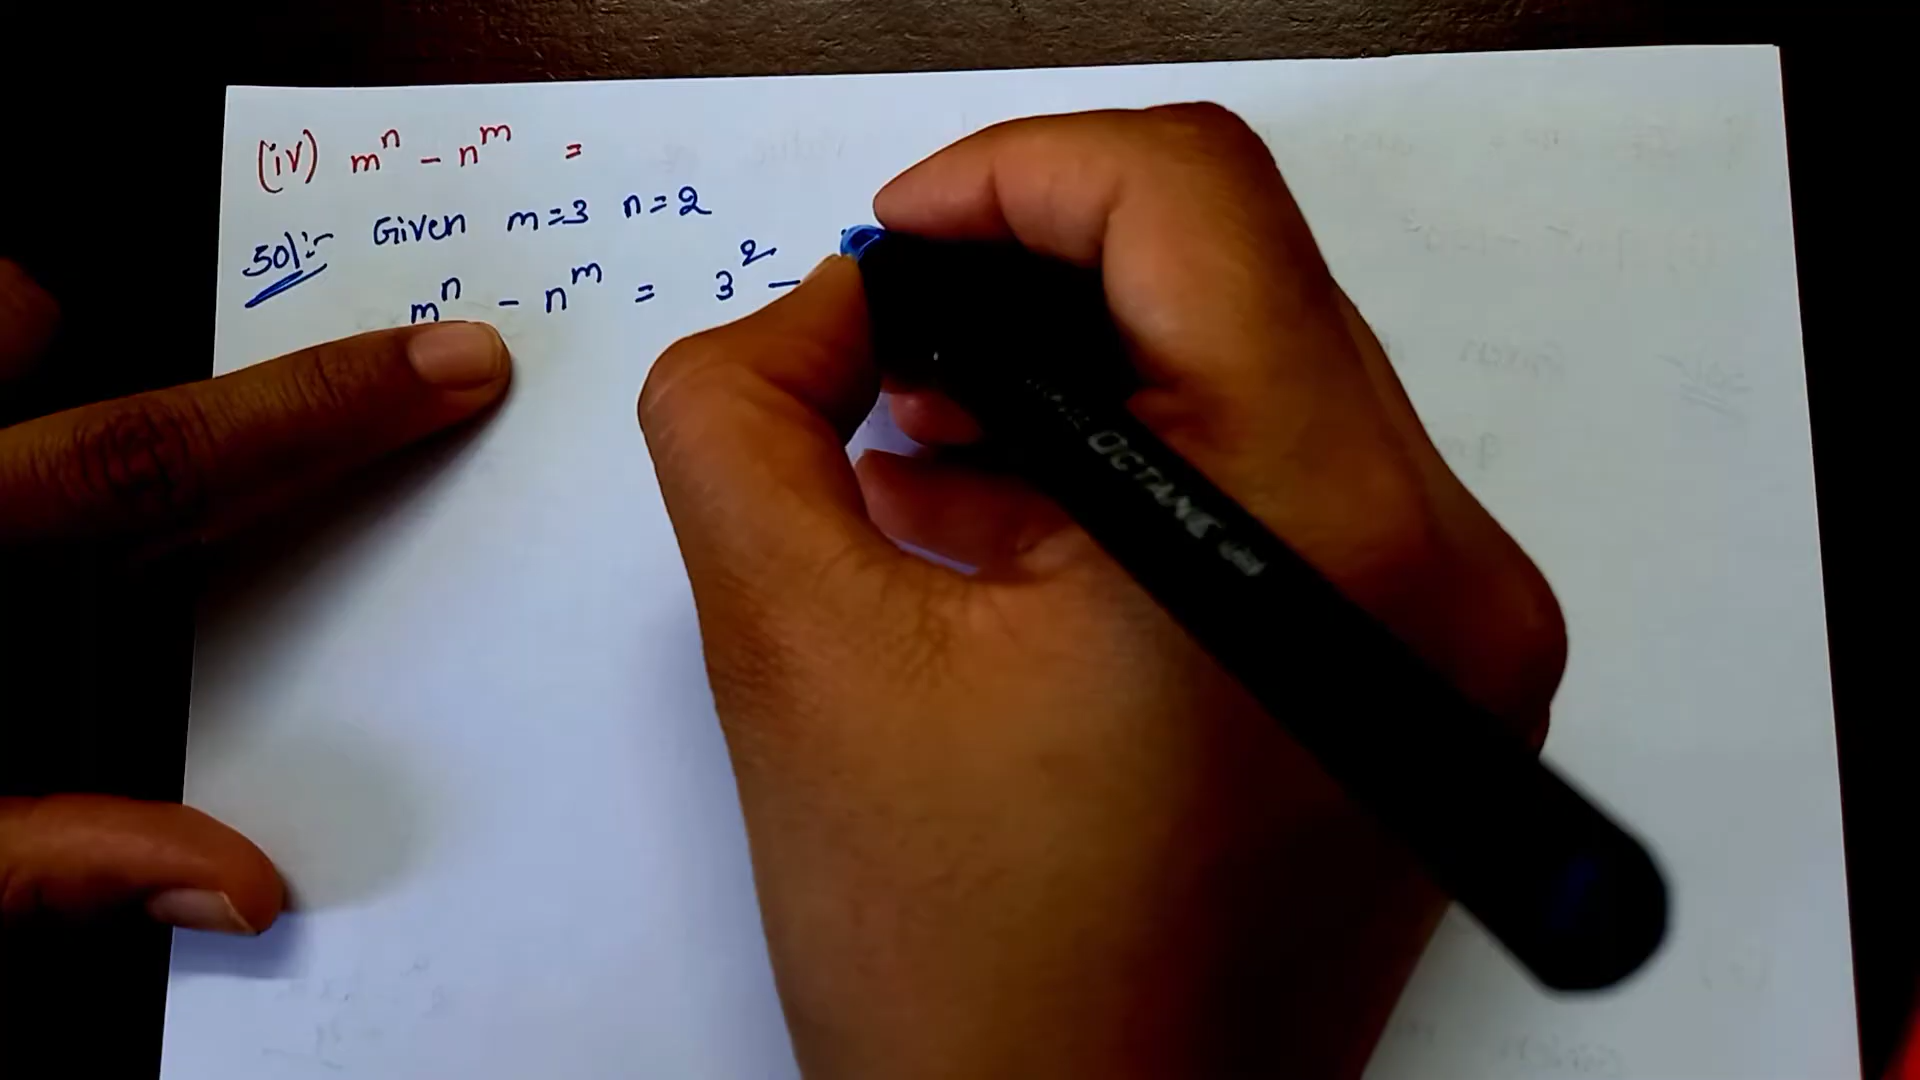 (iv) mⁿ - nᵐ =
Sol:- Given m=3 n=2
mⁿ - nᵐ = 3² -
OCTANE